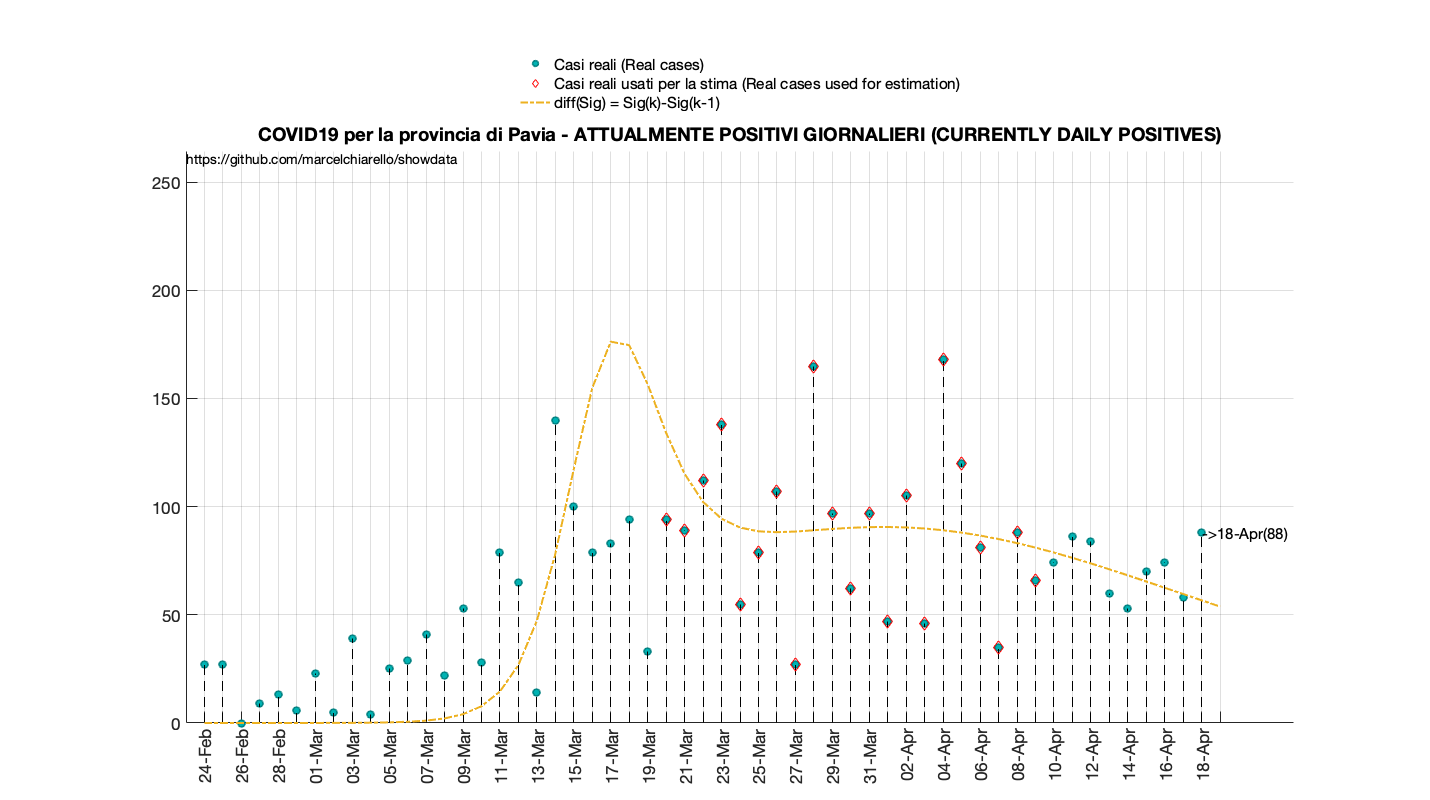 Casi reali (Real cases)
Casi reali usati per la stima (Real cases used for estimation)
diff(Sig) = Sig(k)-Sig(k-1)
COVID19 per la provincia di Pavia - ATTUALMENTE POSITIVI GIORNALIERI (CURRENTLY DAILY POSITIVES)
https://github.com/marcelchiarello/showdata
250
200
150
100
50
0
->18-Apr(88)
24-Feb
26-Feb
28-Feb
01-Mar
03-Mar
05-Mar
07-Mar
09-Mar
11-Mar
13-Mar
15-Mar
17-Mar
19-Mar
21-Mar
23-Mar
25-Mar
27-Mar
29-Mar
31-Mar
02-Apr
04-Apr
06-Apr
08-Apr
10-Apr
12-Apr
14-Apr
16-Apr
18-Apr